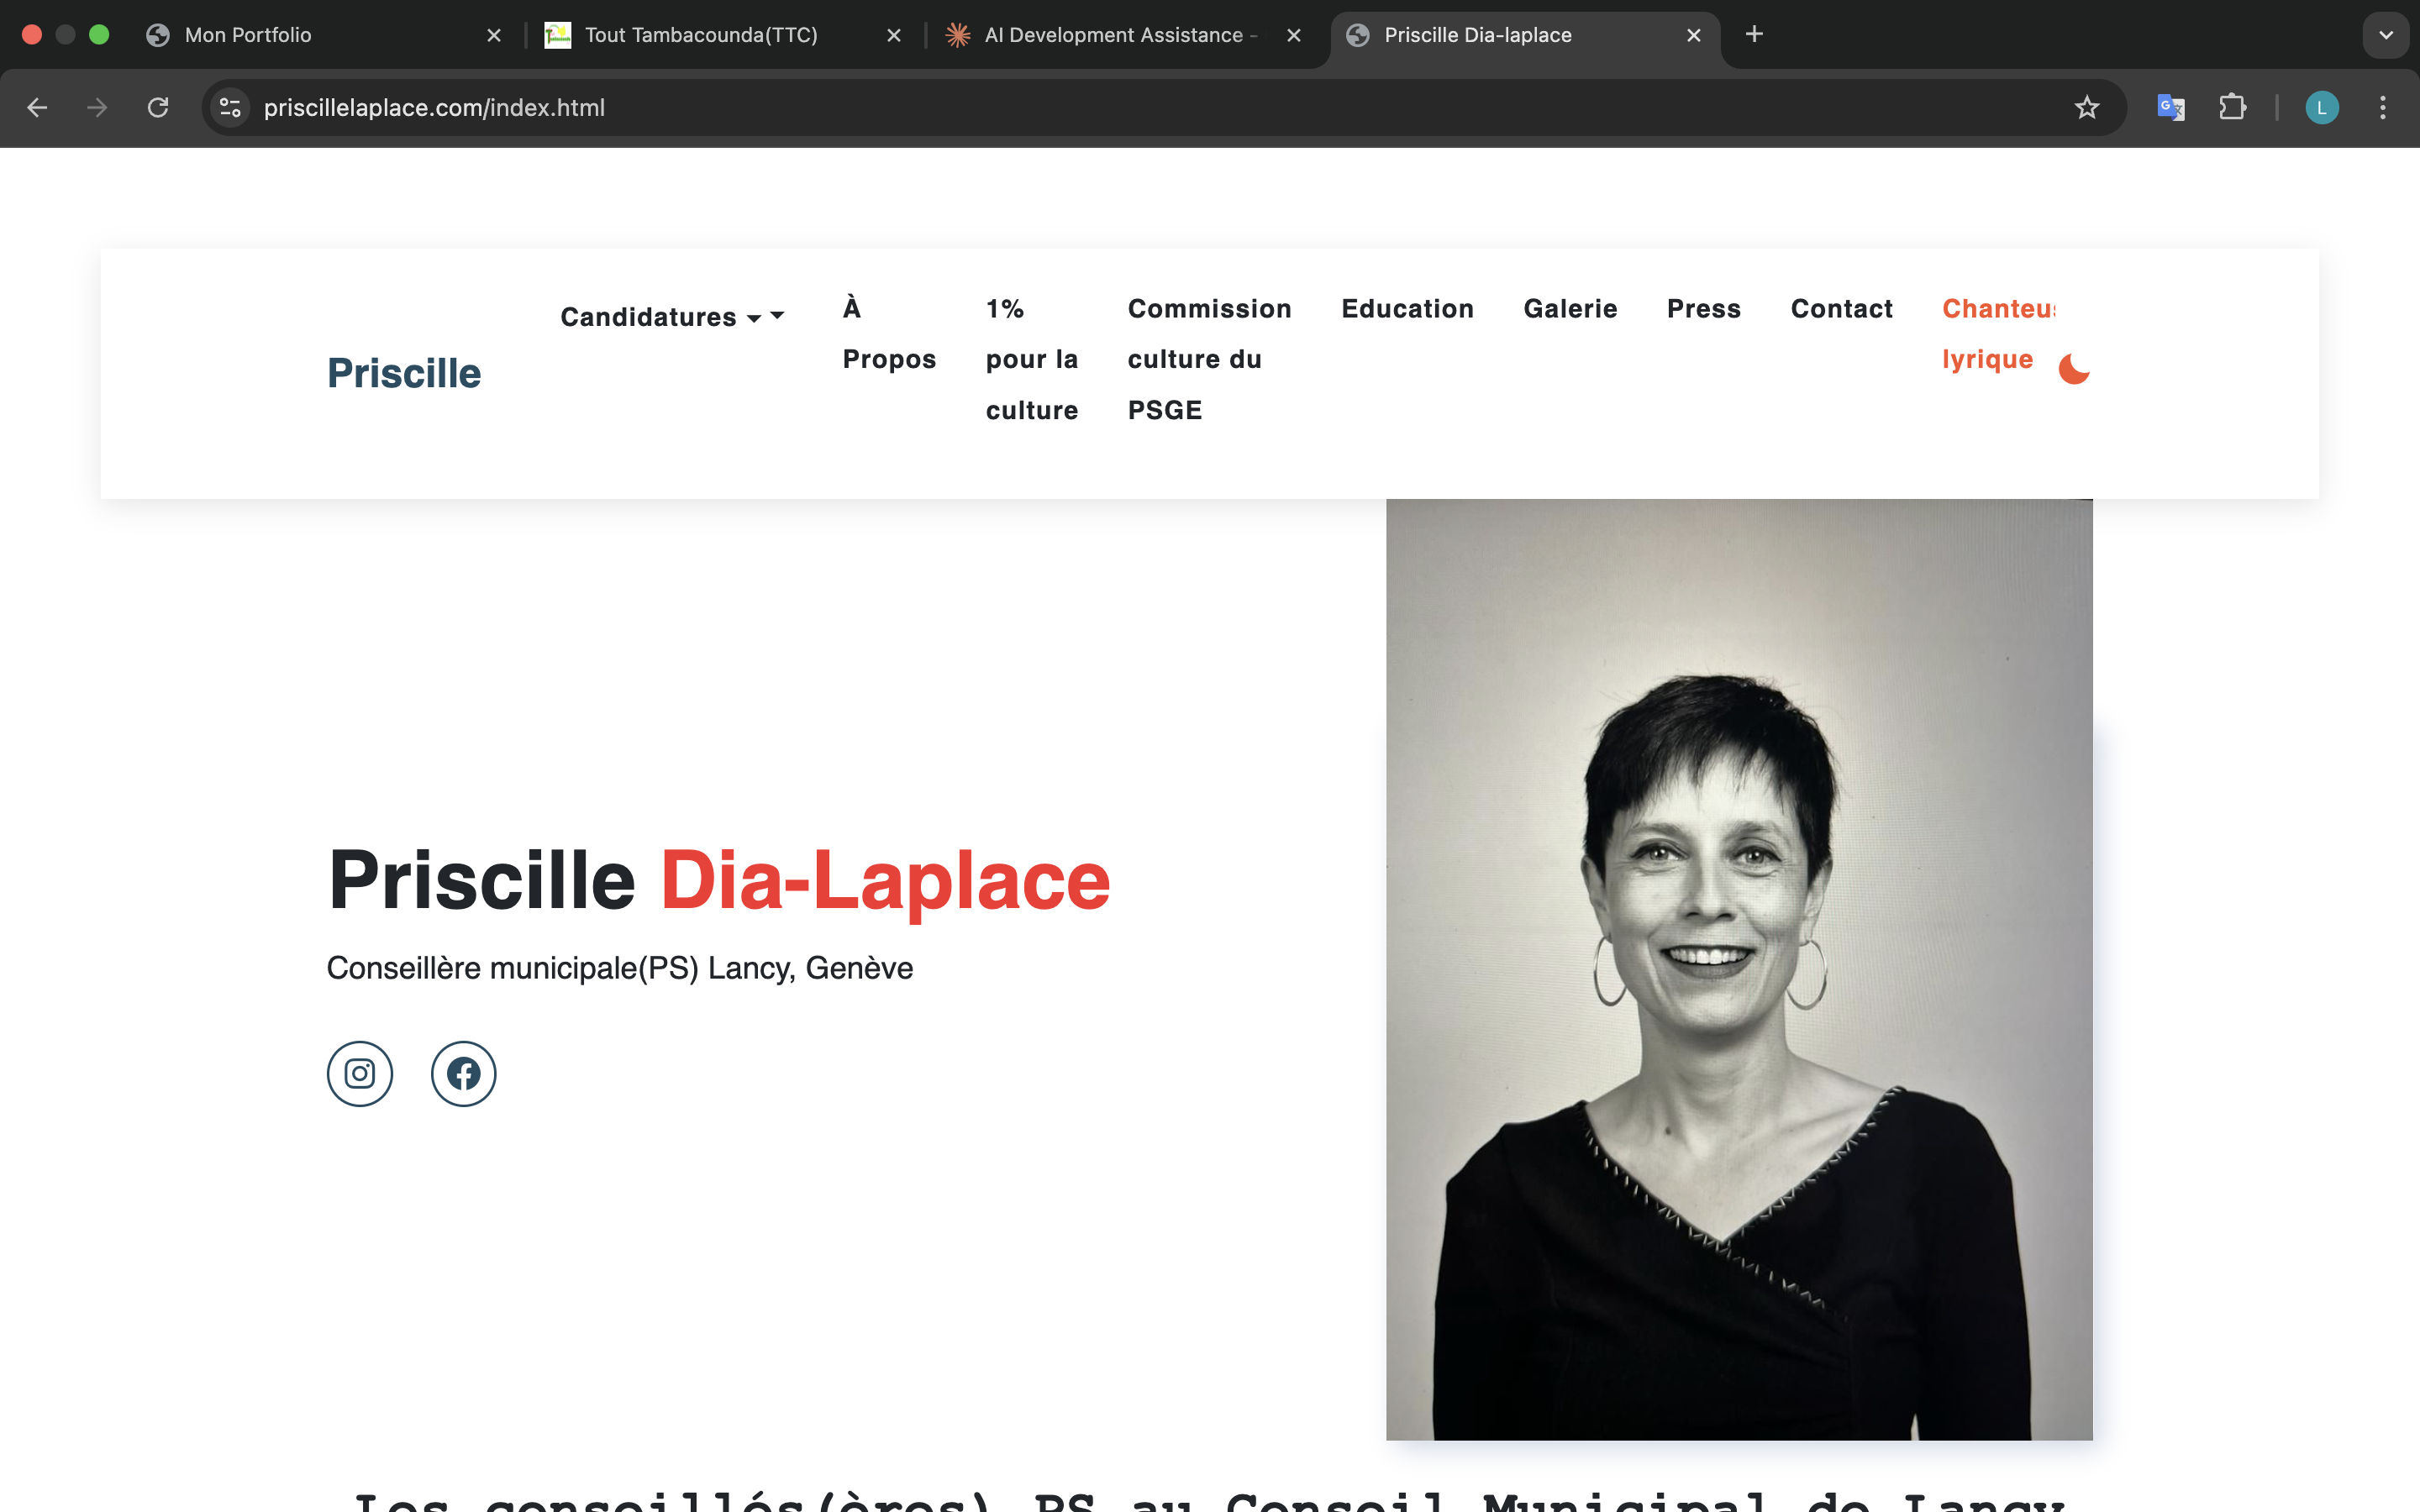 Mon Portfolio
Tout Tambacounda(TTC)
AI Development Assistance -
Priscille Dia-laplace
priscillelaplace.com/index.html
L
Priscille
Candidatures
À
Propos
1%
pour la
culture
Commission
culture du
PSGE
Education
Galerie
Press
Contact
Chanteus
lyrique
Priscille Dia-Laplace
Conseillère municipale(PS) Lancy, Genève
Les conseillés(ères) PS au Conseil Municipal de Lancy